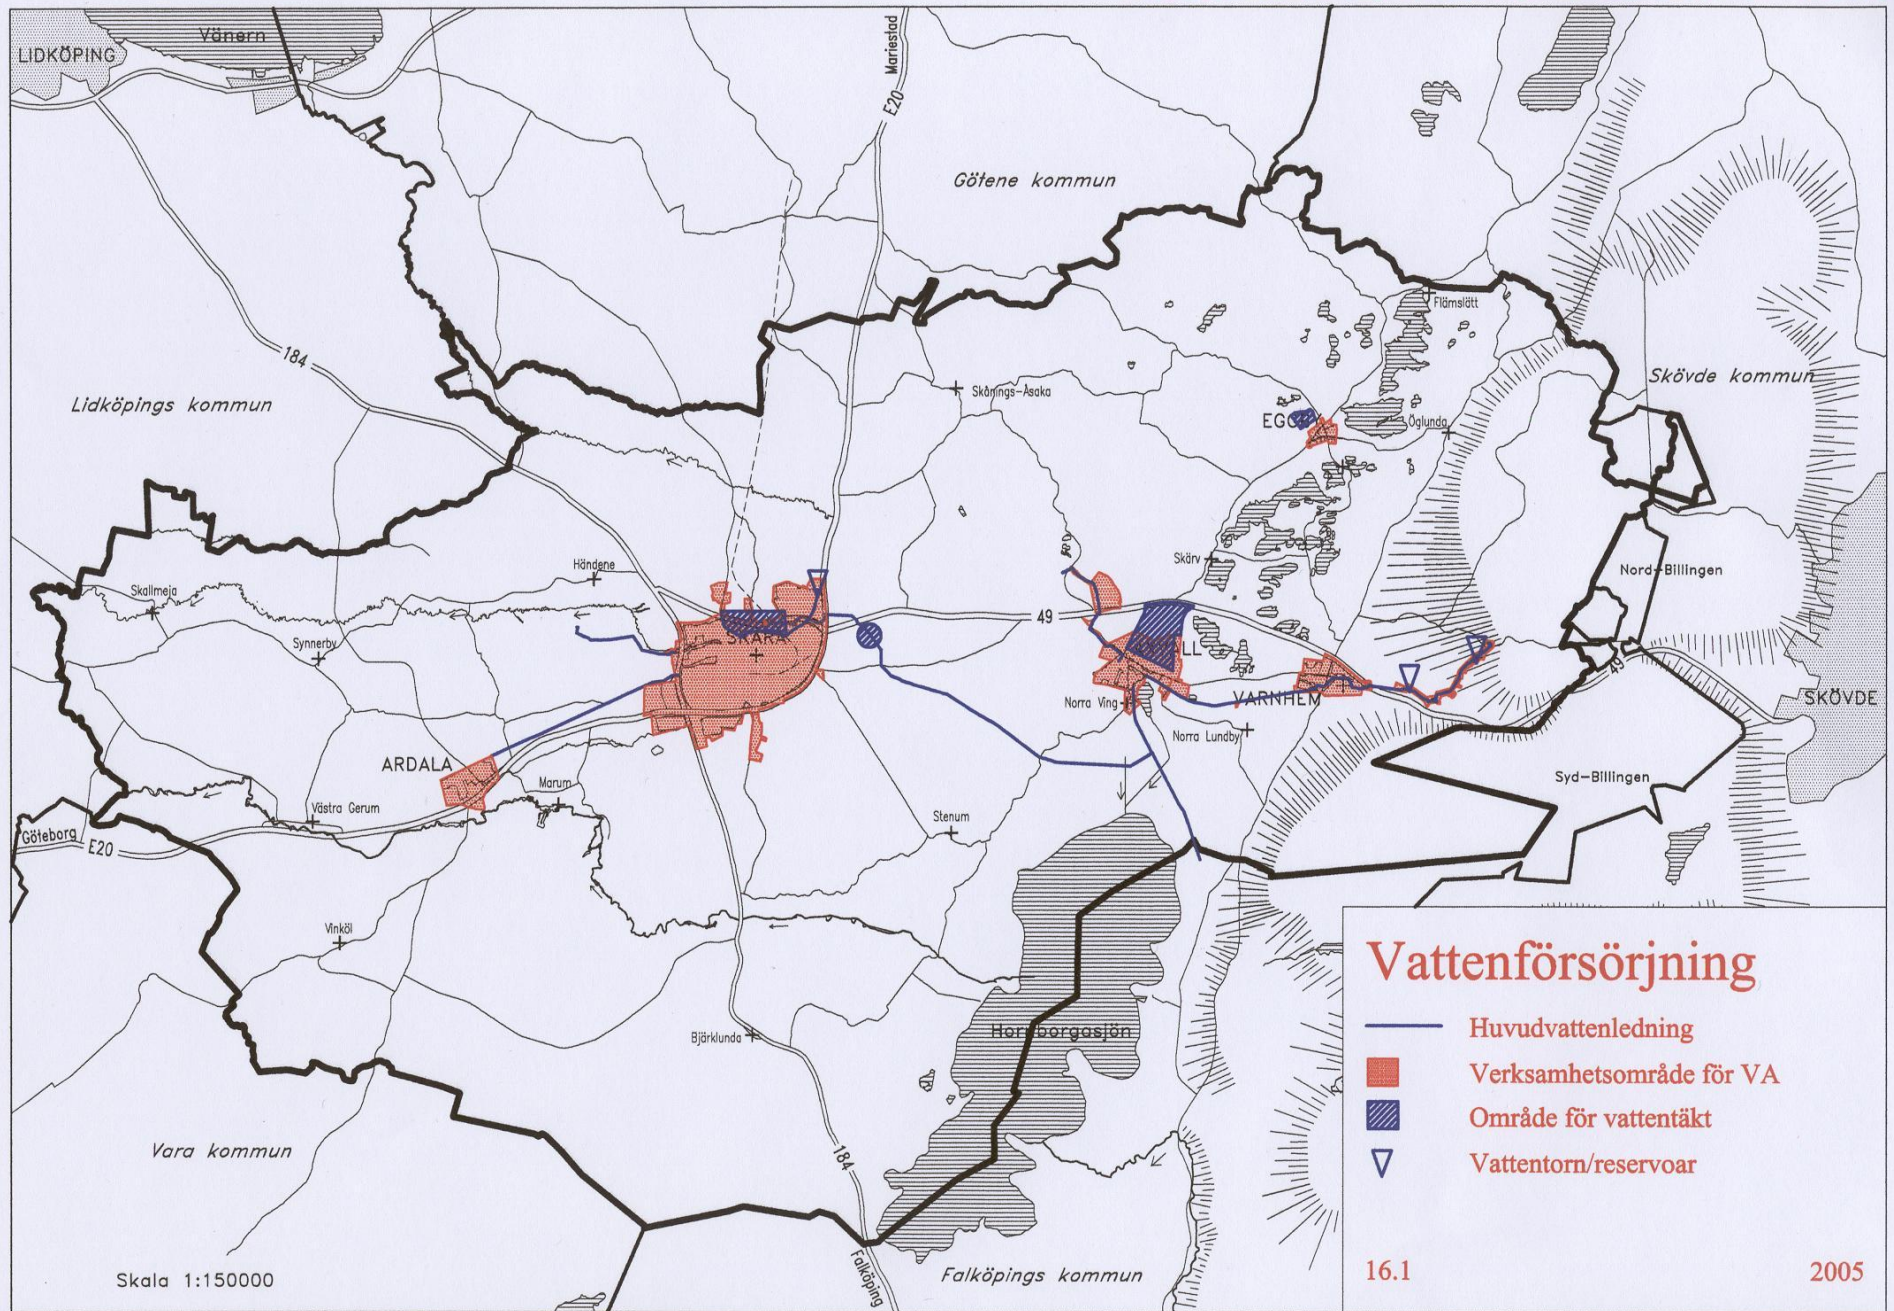 Vänern
LIDKÖPING
Mariestad
E20
Götene kommun
Flämslätt
184
Skövde kommun
Lidköpings kommun
Skånings-Åsaka
Öglunda
Skärv
Händene
Nord-Billingen
Skallmeja
49
Synnerby
49
Norra Ving
VARNHEM
SKÖVDE
Norra Lundby
ARDALA
Syd-Billingen
Marum
Västra Gerum
Stenum
Göteborg
E20
Vinköl
Hornborgasjön
Björklunda
Vara kommun
184
Falköping
Falköpings kommun
Skala 1:150000
Vattenförsörjning
Huvudvattenledning
Verksamhetsområde för VA
Område för vattentäkt
Vattentorn/reservoar
16.1
2005